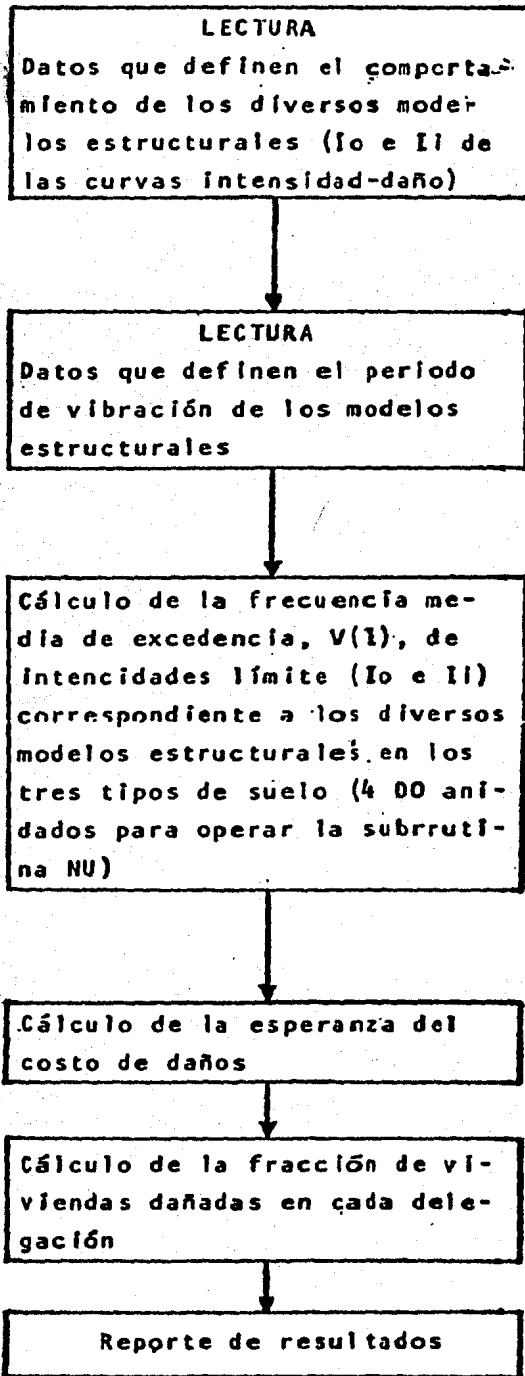 LECTURA
Datos que definen el comporta-
miento de los diversos mode-
los estructurales (Io e Il de
las curvas intensidad-daño)
LECTURA
Datos que definen el periodo
de vibración de los modelos
estructurales
Cálculo de la frecuencia me-
dia de excedencia, V(I), de
intencidades límite (Io e Il)
correspondiente a los diversos
modelos estructurales en los
tres tipos de suelo (4 DO ani-
dados para operar la subrruti-
na NU)
Cálculo de la esperanza del
costo de daños
Cálculo de la fracción de vi-
viendas dañadas en cada dele-
gación
Reporte de resultados